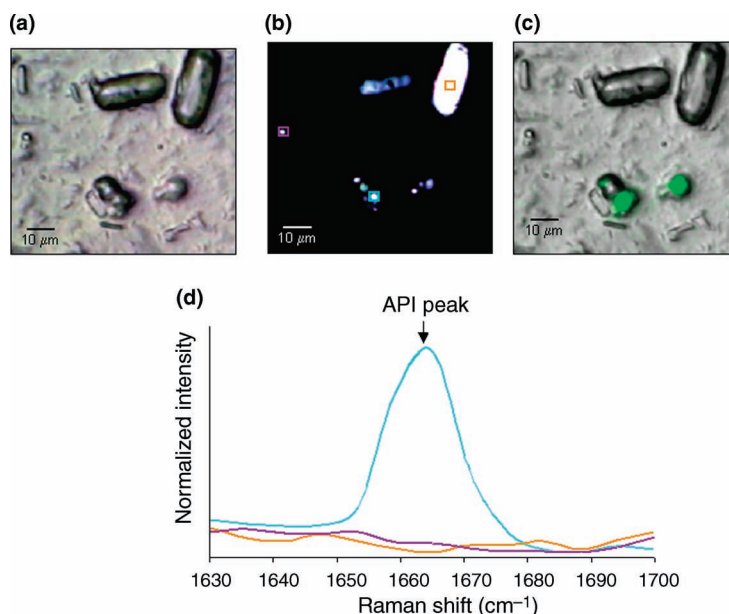 (a)
(b)
(c)
10 µm
10 µm
10 µm
(d)
API peak
Normalized intensity
1630 1640 1650 1660 1670 1680 1690 1700
Raman shift (cm⁻¹)